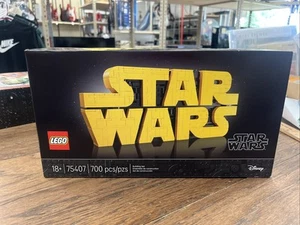 STAR
WARS
LEGO
STAR
WARS
18+ 75407 700 pcs/pzs
Disney